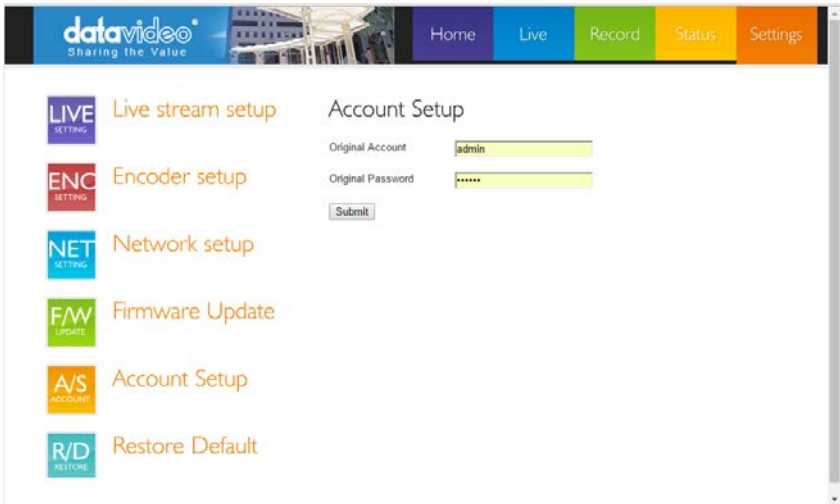 datavideo
Sharing the Value
Home
Live
Record
Status
Settings
LIVE
SETTING
Live stream setup
ENC
SETTING
Encoder setup
NET
SETTING
Network setup
F/W
UPDATE
Firmware Update
A/S
ACCOUNT
Account Setup
R/D
RESTORE
Restore Default
Account Setup
Original Account
admin
Original Password
••••••
Submit